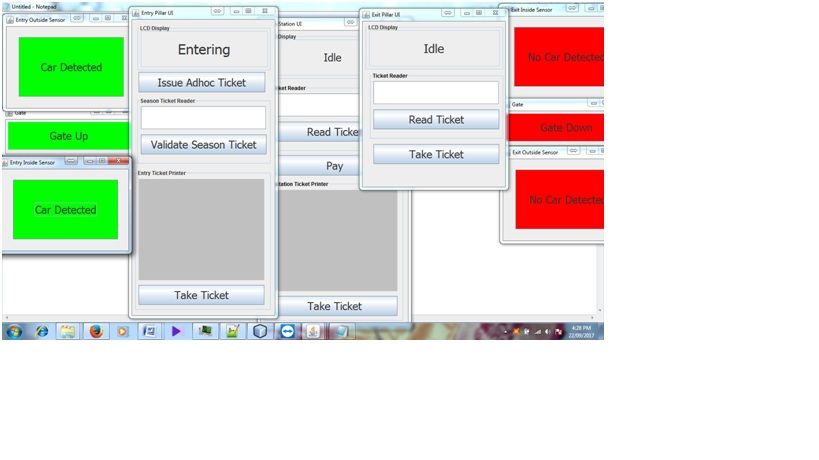 Untitled - Notepad
Entry Outside Sensor
Car Detected
Gate
Gate Up
Entry Inside Sensor
Car Detected
Entry Pillar UI
LCD Display
Entering
Issue Adhoc Ticket
Season Ticket Reader
Validate Season Ticket
Entry Ticket Printer
Take Ticket
Station UI
Display
Idle
ket Reader
Read Ticke
Pay
tation Ticket Printer
Take Ticket
Exit Pillar UI
LCD Display
Idle
Ticket Reader
Read Ticket
Take Ticket
Exit Inside Sensor
No Car Detected
Gate
Gate Down
Exit Outside Sensor
No Car Detected
4:28 PM
22/09/2017